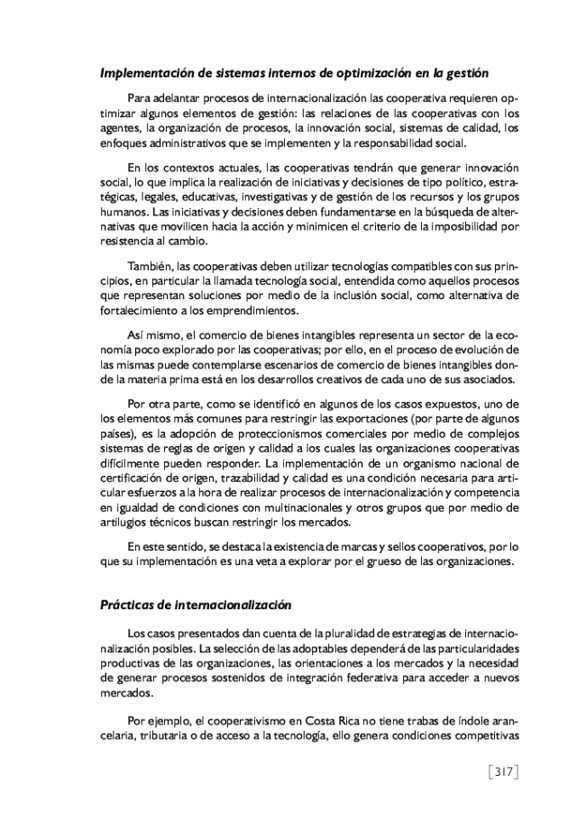 Implementación de sistemas internos de optimización en la gestión
Para adelantar procesos de internacionalización las cooperativa requieren op-
timizar algunos elementos de gestión: las relaciones de las cooperativas con los
agentes, la organización de procesos, la innovación social, sistemas de calidad, los
enfoques administrativos que se implementen y la responsabilidad social.
En los contextos actuales, las cooperativas tendrán que generar innovación
social, lo que implica la realización de iniciativas y decisiones de tipo político, estra-
tégicas, legales, educativas, investigativas y de gestión de los recursos y los grupos
humanos. Las iniciativas y decisiones deben fundamentarse en la búsqueda de alter-
nativas que movilicen hacia la acción y minimicen el criterio de la imposibilidad por
resistencia al cambio.
También, las cooperativas deben utilizar tecnologías compatibles con sus prin-
cipios, en particular la llamada tecnología social, entendida como aquellos procesos
que representan soluciones por medio de la inclusión social, como alternativa de
fortalecimiento a los emprendimientos.
Así mismo, el comercio de bienes intangibles representa un sector de la eco-
nomía poco explorado por las cooperativas; por ello, en el proceso de evolución de
las mismas puede contemplarse escenarios de comercio de bienes intangibles don-
de la materia prima está en los desarrollos creativos de cada uno de sus asociados.
Por otra parte, como se identificó en algunos de los casos expuestos, uno de
los elementos más comunes para restringir las exportaciones (por parte de algunos
países), es la adopción de proteccionismos comerciales por medio de complejos
sistemas de reglas de origen y calidad a los cuales las organizaciones cooperativas
difícilmente pueden responder. La implementación de un organismo nacional de
certificación de origen, trazabilidad y calidad es una condición necesaria para arti-
cular esfuerzos a la hora de realizar procesos de internacionalización y competencia
en igualdad de condiciones con multinacionales y otros grupos que por medio de
artilugios técnicos buscan restringir los mercados.
En este sentido, se destaca la existencia de marcas y sellos cooperativos, por lo
que su implementación es una veta a explorar por el grueso de las organizaciones.
Prácticas de internacionalización
Los casos presentados dan cuenta de la pluralidad de estrategias de internacio-
nalización posibles. La selección de las adoptables dependerá de las particularidades
productivas de las organizaciones, las orientaciones a los mercados y la necesidad
de generar procesos sostenidos de integración federativa para acceder a nuevos
mercados.
Por ejemplo, el cooperativismo en Costa Rica no tiene trabas de índole aran-
celaria, tributaria o de acceso a la tecnología, ello genera condiciones competitivas
[317]